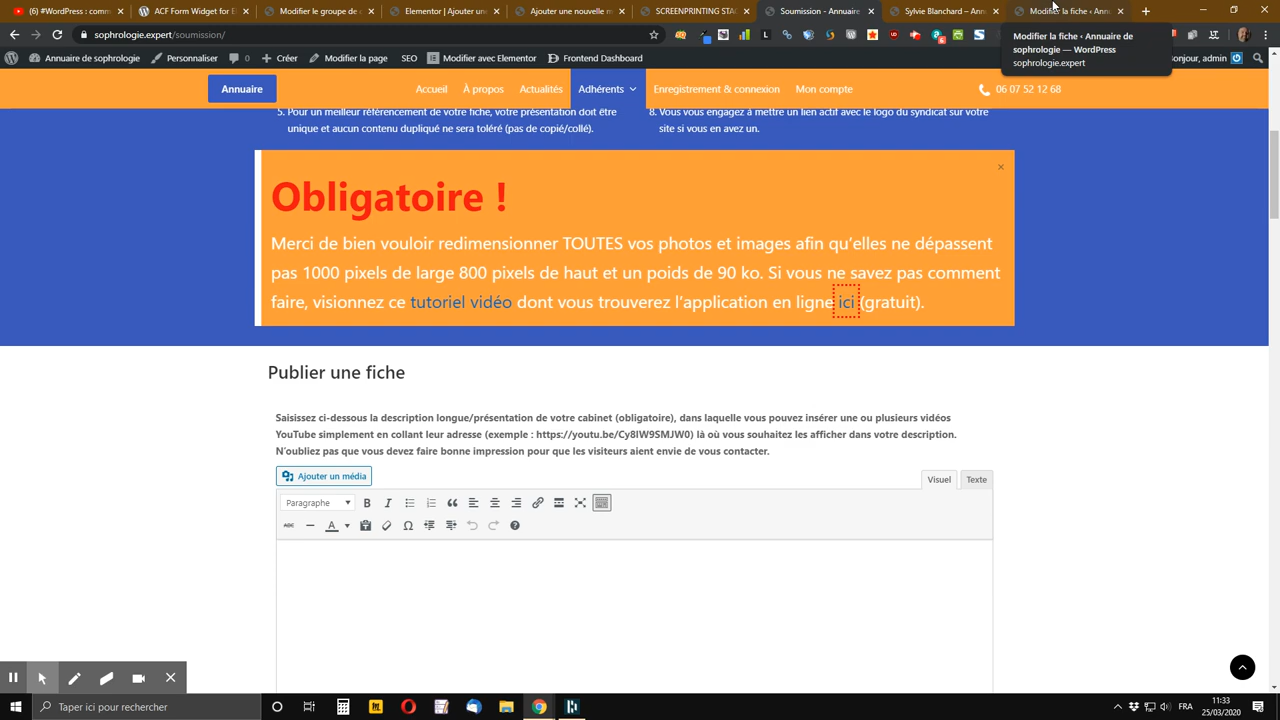 (6) #WordPress : comm
ACF Form Widget for E
Modifier le groupe de c
Elementor | Ajoutez une
Ajouter une nouvelle m
SCREENPRINTING STAC
Soumission - Annuaire
Sylvie Blanchard – Ann
Modifier la fiche ‹ Annu
sophrologie.expert/soumission/
Modifier la fiche ‹ Annuaire de
sophrologie — WordPress
sophrologie.expert
Annuaire de sophrologie
Personnaliser
0
Créer
Modifier la page
SEO
Modifier avec Elementor
Frontend Dashboard
Bonjour, admin
Annuaire
Accueil
À propos
Actualités
Adhérents
Enregistrement & connexion
Mon compte
06 07 52 12 68
5. Pour un meilleur référencement de votre fiche, votre présentation doit être
unique et aucun contenu dupliqué ne sera toléré (pas de copié/collé).
8. Vous vous engagez à mettre un lien actif avec le logo du syndicat sur votre
site si vous en avez un.
Obligatoire !
Merci de bien vouloir redimensionner TOUTES vos photos et images afin qu’elles ne dépassent
pas 1000 pixels de large 800 pixels de haut et un poids de 90 ko. Si vous ne savez pas comment
faire, visionnez ce tutoriel vidéo dont vous trouverez l’application en ligne ici (gratuit).
Publier une fiche
Saisissez ci-dessous la description longue/présentation de votre cabinet (obligatoire), dans laquelle vous pouvez insérer une ou plusieurs vidéos
YouTube simplement en collant leur adresse (exemple : https://youtu.be/Cy8IW9SMJW0) là où vous souhaitez les afficher dans votre description.
N’oubliez pas que vous devez faire bonne impression pour que les visiteurs aient envie de vous contacter.
Ajouter un média
Visuel
Texte
Paragraphe
Taper ici pour rechercher
FRA
11:33
25/03/2020